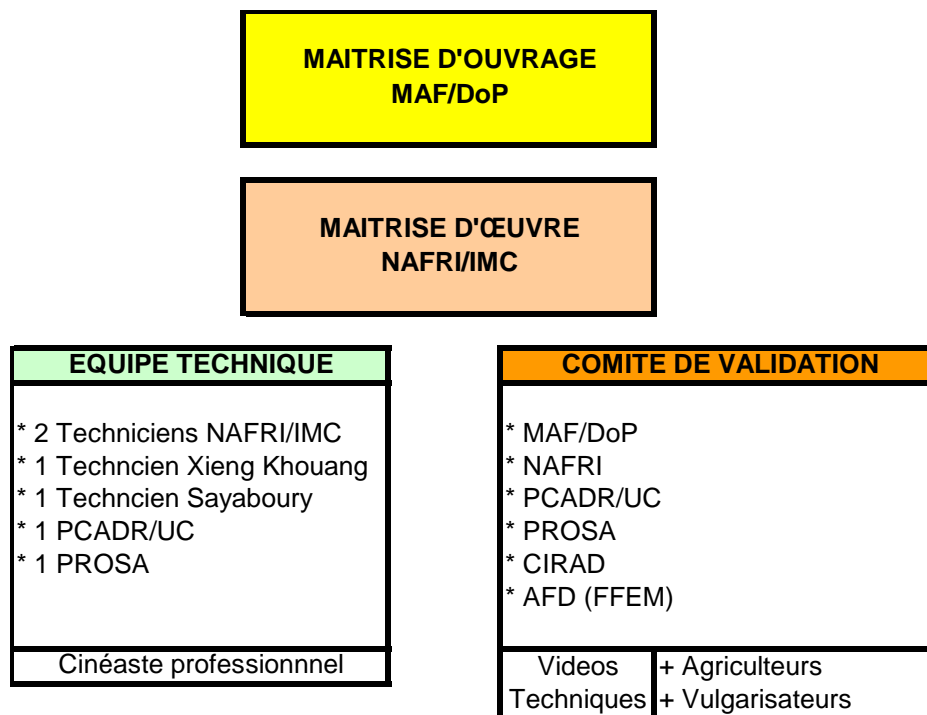 MAITRISE D'OUVRAGE
MAF/DoP
MAITRISE D'ŒUVRE
NAFRI/IMC
EQUIPE TECHNIQUE
* 2 Techniciens NAFRI/IMC
* 1 Techncien Xieng Khouang
* 1 Techncien Sayaboury
* 1 PCADR/UC
* 1 PROSA
Cinéaste professionnnel
COMITE DE VALIDATION
* MAF/DoP
* NAFRI
* PCADR/UC
* PROSA
* CIRAD
* AFD (FFEM)
Videos
Techniques
+ Agriculteurs
+ Vulgarisateurs